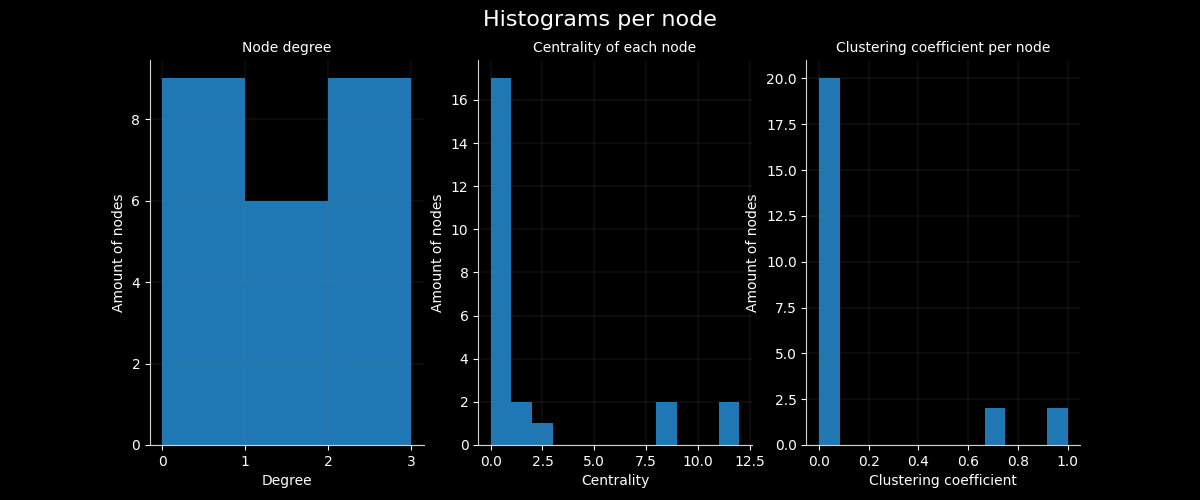 Histograms per node
Node degree
Amount of nodes
8
6
4
2
0
0 1 2 3
Degree
Centrality of each node
Amount of nodes
16
14
12
10
8
6
4
2
0
0.0 2.5 5.0 7.5 10.0 12.5
Centrality
Clustering coefficient per node
Amount of nodes
20.0
17.5
15.0
12.5
10.0
7.5
5.0
2.5
0.0
0.0 0.2 0.4 0.6 0.8 1.0
Clustering coefficient